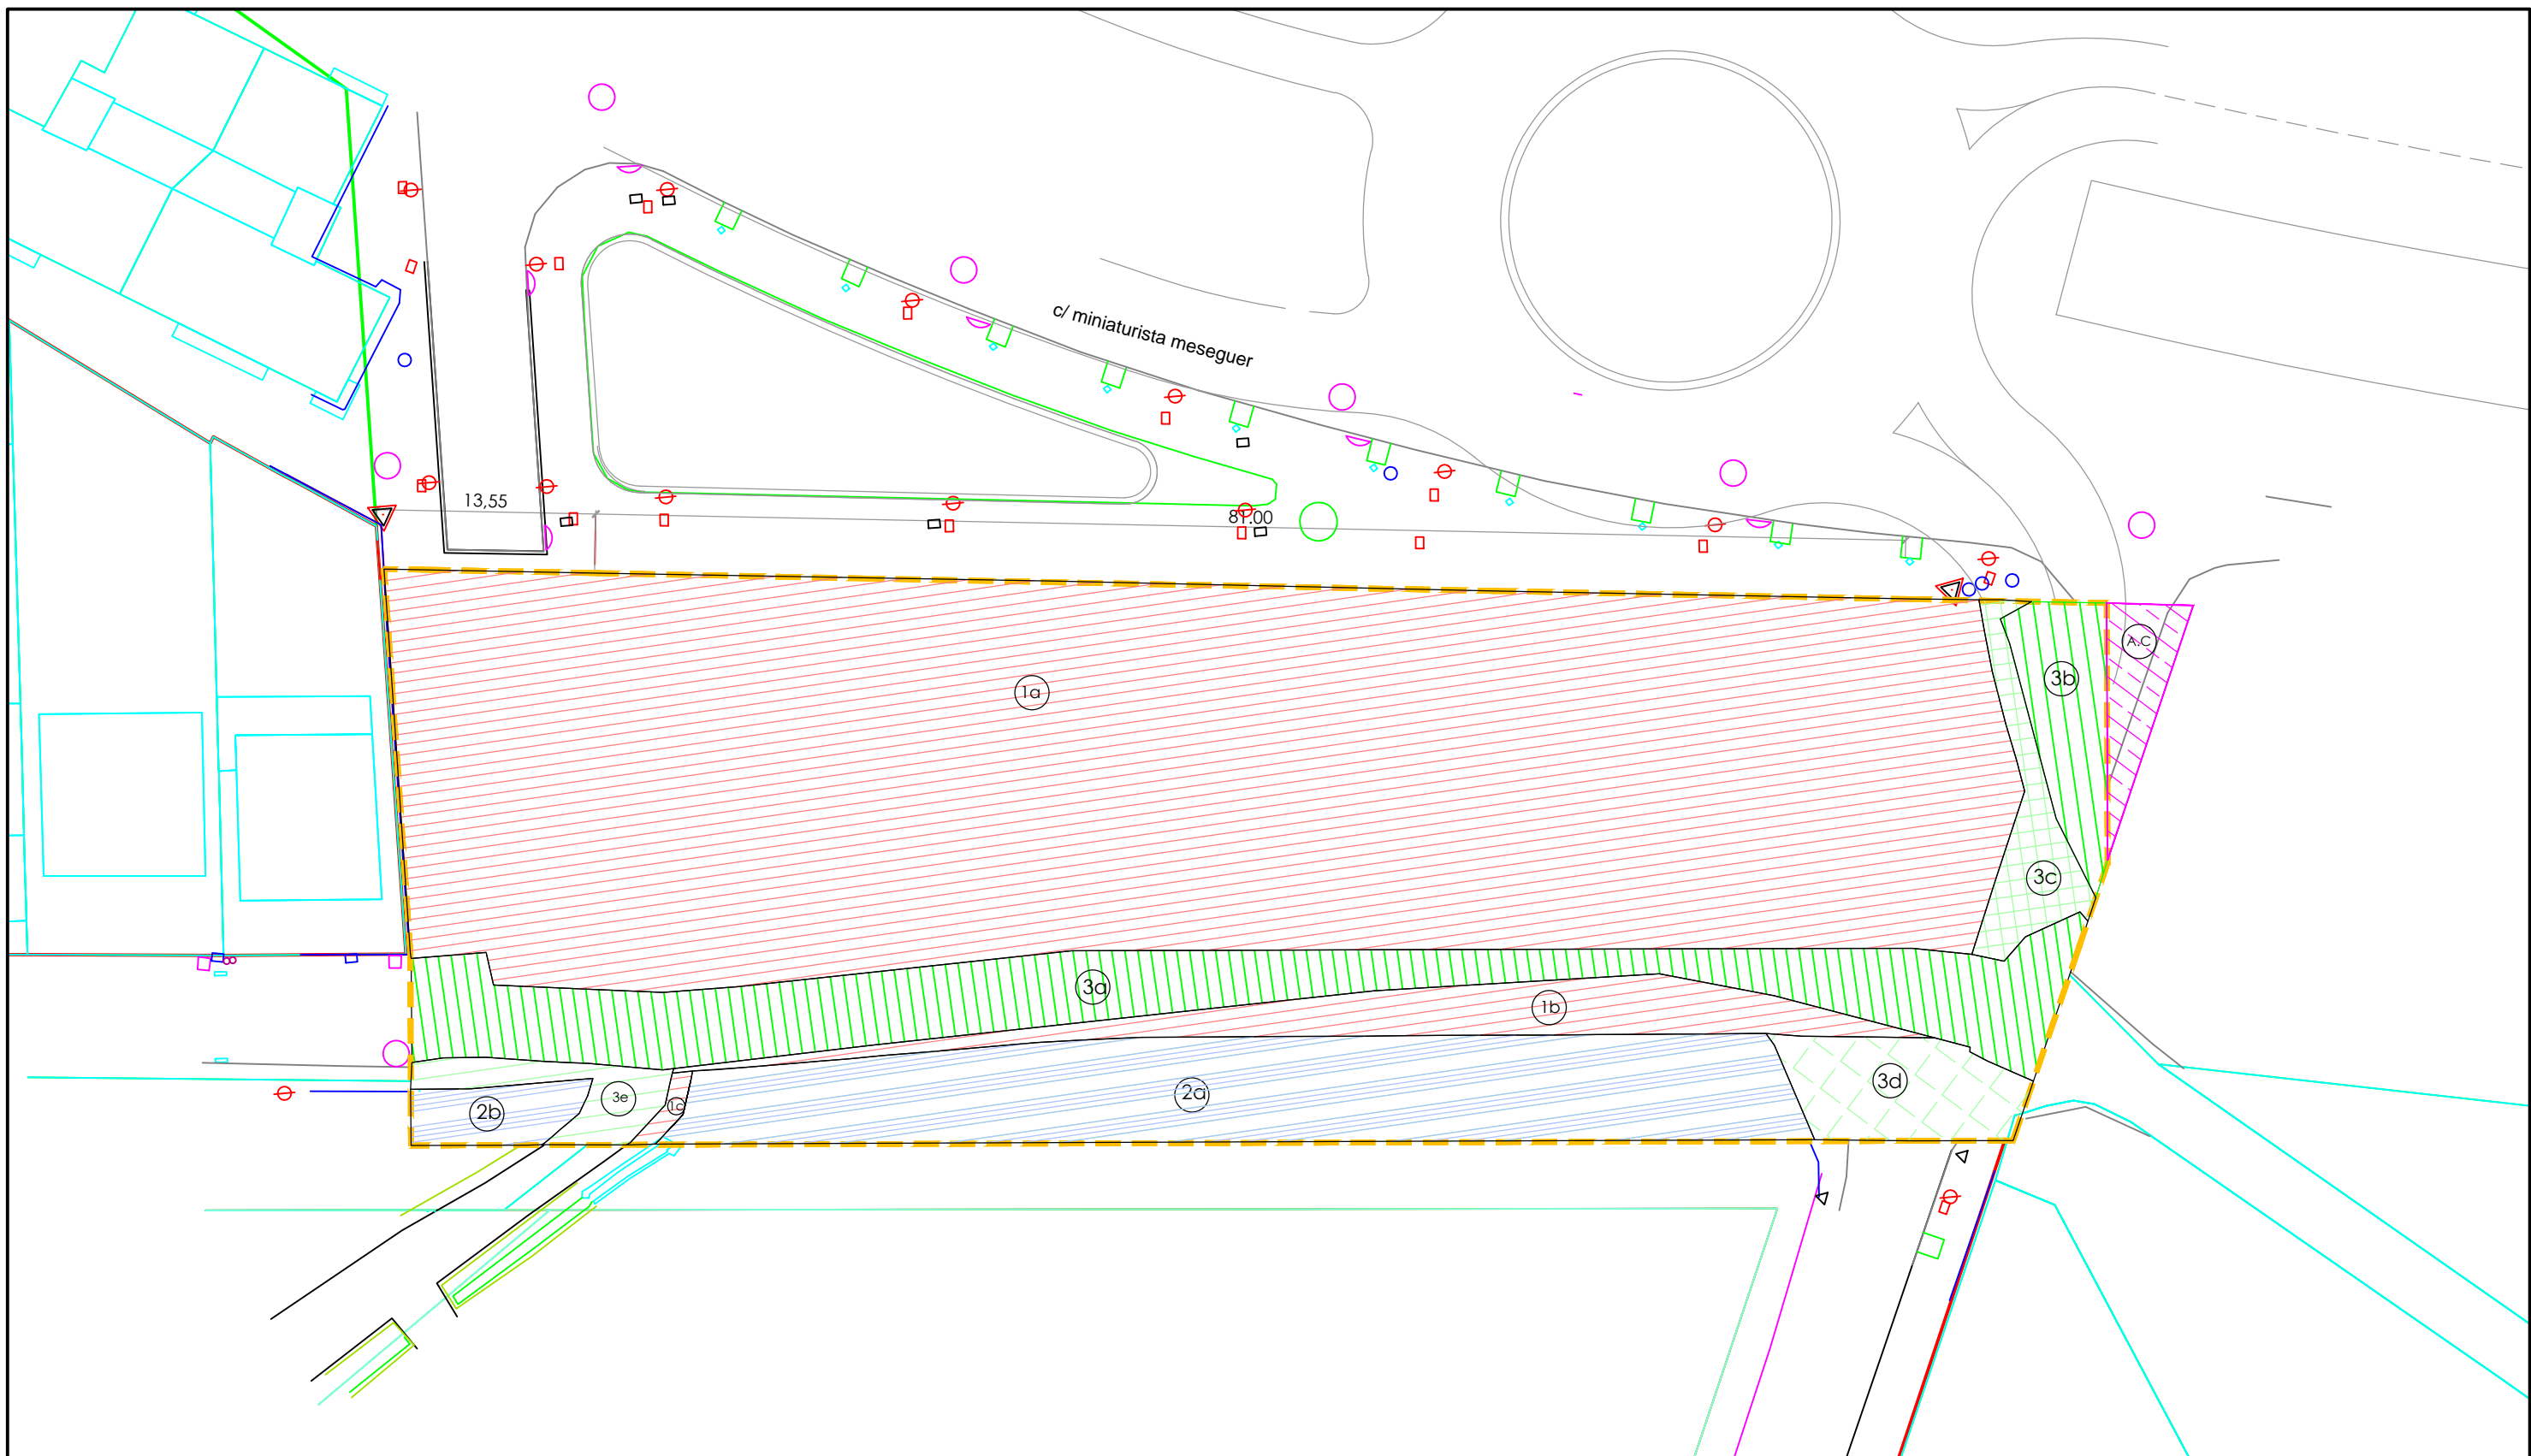 c/ miniaturista meseguer
13,55
81.00
A.C
3b
1a
3c
3a
1b
3d
2a
3e
1c
2b